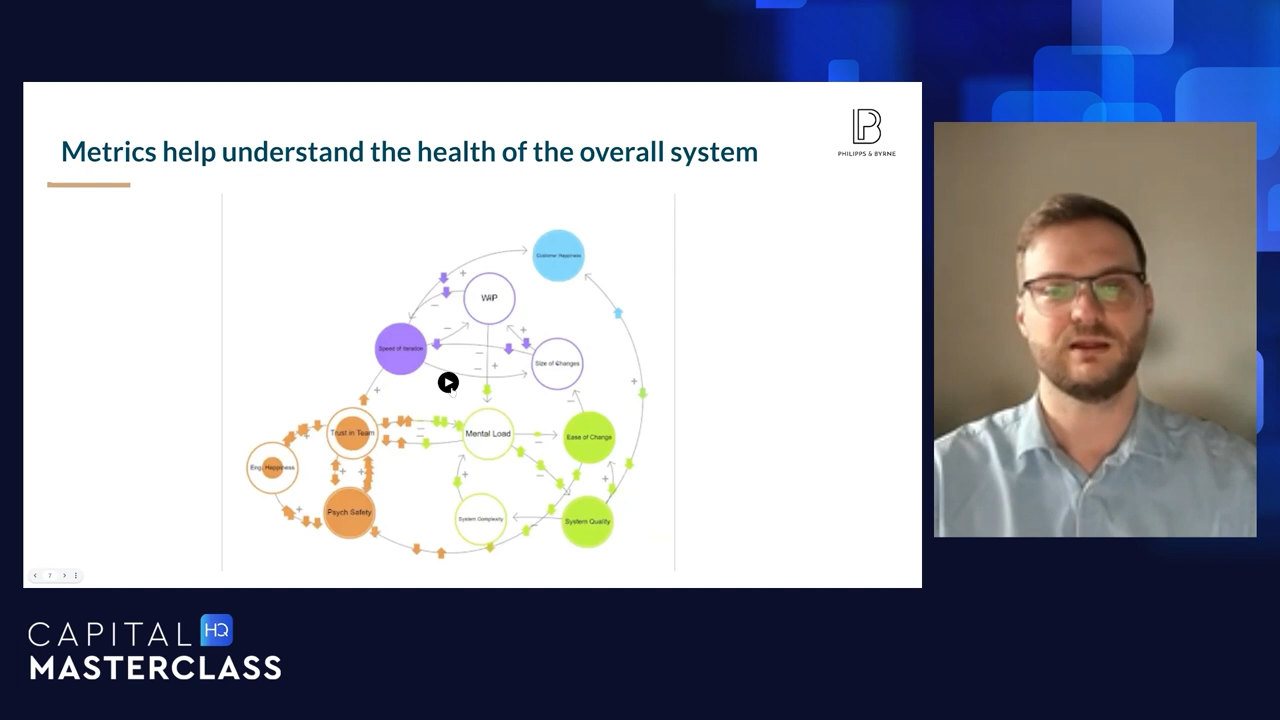 Metrics help understand the health of the overall system
PHILIPPS & BYRNE
Customer Happiness
WiP
Speed of Iteration
Size of Changes
Trust in Team
Mental Load
Ease of Change
Eng. Happiness
Psych Safety
System Complexity
System Quality
7
CAPITAL HQ
MASTERCLASS